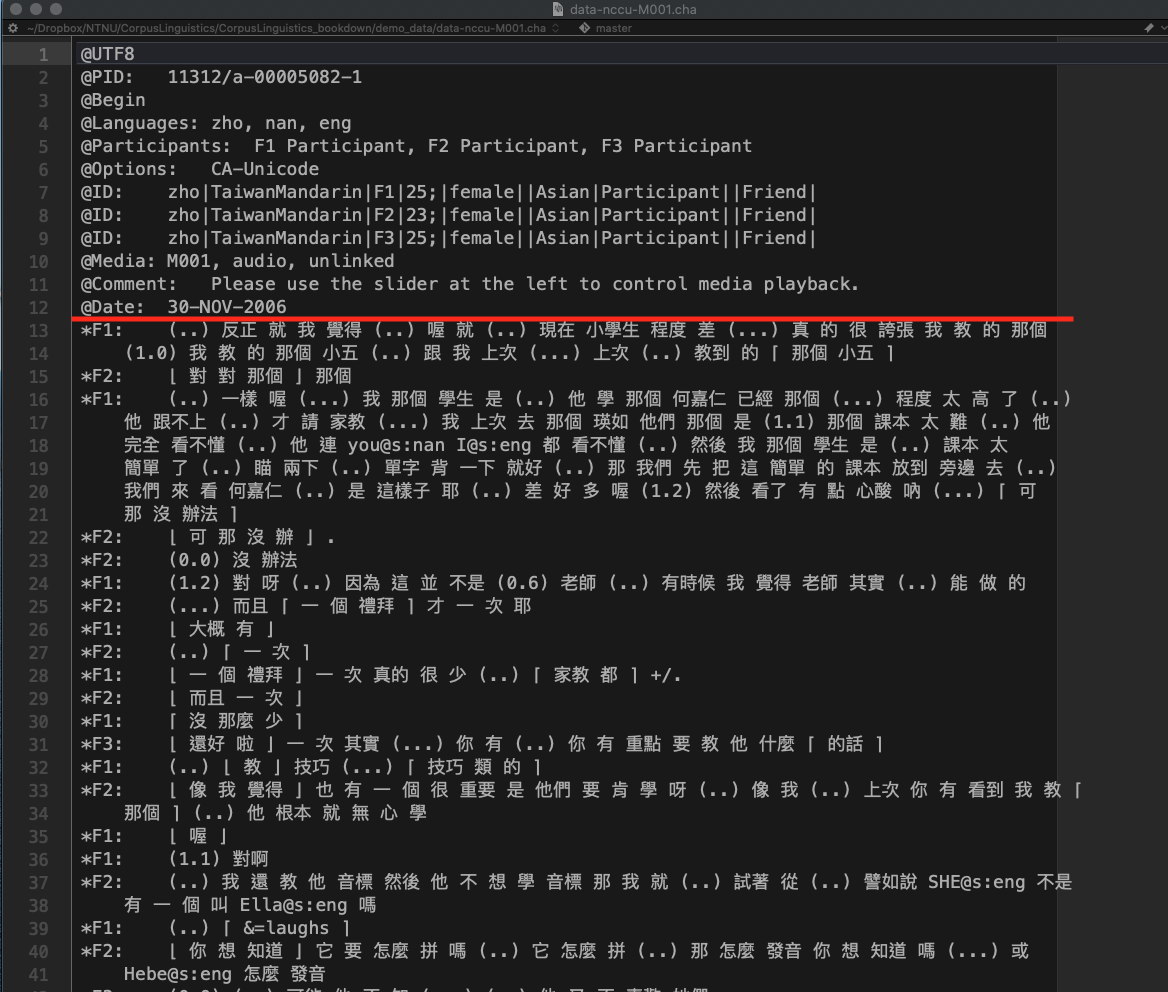 data-nccu-M001.cha
~/Dropbox/NTNU/CorpusLinguistics/CorpusLinguistics_bookdown/demo_data/data-nccu-M001.cha master
1 @UTF8
2 @PID: 11312/a-00005082-1
3 @Begin
4 @Languages: zho, nan, eng
5 @Participants: F1 Participant, F2 Participant, F3 Participant
6 @Options: CA-Unicode
7 @ID: zho|TaiwanMandarin|F1|25;|female||Asian|Participant||Friend|
8 @ID: zho|TaiwanMandarin|F2|23;|female||Asian|Participant||Friend|
9 @ID: zho|TaiwanMandarin|F3|25;|female||Asian|Participant||Friend|
10 @Media: M001, audio, unlinked
11 @Comment: Please use the slider at the left to control media playback.
12 @Date: 30-NOV-2006
13 *F1: (..) 反正 就 我 覺得 (..) 喔 就 (..) 現在 小學生 程度 差 (...) 真 的 很 誇張 我 教 的 那個
14 (1.0) 我 教 的 那個 小五 (..) 跟 我 上次 (...) 上次 (..) 教到 的 ⌈ 那個 小五 ⌉
15 *F2: ⌊ 對 對 那個 ⌋ 那個
16 *F1: (..) 一樣 喔 (...) 我 那個 學生 是 (..) 他 學 那個 何嘉仁 已經 那個 (...) 程度 太 高 了 (..)
17 他 跟不上 (..) 才 請 家教 (...) 我 上次 去 那個 瑛如 他們 那個 是 (1.1) 那個 課本 太 難 (..) 他
18 完全 看不懂 (..) 他 連 you@s:nan I@s:eng 都 看不懂 (..) 然後 我 那個 學生 是 (..) 課本 太
19 簡單 了 (..) 瞄 兩下 (..) 單字 背 一下 就好 (..) 那 我們 先 把 這 簡單 的 課本 放到 旁邊 去 (..)
20 我們 來 看 何嘉仁 (..) 是 這樣子 耶 (..) 差 好 多 喔 (1.2) 然後 看了 有 點 心酸 吶 (...) ⌈ 可
21 那 沒 辦法 ⌉
22 *F2: ⌊ 可 那 沒 辦 ⌋ .
23 *F2: (0.0) 沒 辦法
24 *F1: (1.2) 對 呀 (..) 因為 這 並 不是 (0.6) 老師 (..) 有時候 我 覺得 老師 其實 (..) 能 做 的
25 *F2: (...) 而且 ⌈ 一 個 禮拜 ⌉ 才 一 次 耶
26 *F1: ⌊ 大概 有 ⌋
27 *F2: (..) ⌈ 一 次 ⌉
28 *F1: ⌊ 一 個 禮拜 ⌋ 一 次 真的 很 少 (..) ⌈ 家教 都 ⌉ +/.
29 *F2: ⌊ 而且 一 次 ⌋
30 *F1: ⌈ 沒 那麼 少 ⌉
31 *F3: ⌊ 還好 啦 ⌋ 一 次 其實 (...) 你 有 (..) 你 有 重點 要 教 他 什麼 ⌈ 的話 ⌉
32 *F1: (..) ⌊ 教 ⌋ 技巧 (...) ⌈ 技巧 類 的 ⌉
33 *F2: ⌊ 像 我 覺得 ⌋ 也 有 一 個 很 重要 是 他們 要 肯 學 呀 (..) 像 我 (..) 上次 你 有 看到 我 教 ⌈
34 那個 ⌉ (..) 他 根本 就 無 心 學
35 *F1: ⌊ 喔 ⌋
36 *F1: (1.1) 對啊
37 *F2: (..) 我 還 教 他 音標 然後 他 不 想 學 音標 那 我 就 (..) 試著 從 (..) 譬如說 SHE@s:eng 不是
38 有 一 個 叫 Ella@s:eng 嗎
39 *F1: (..) ⌈ &=laughs ⌉
40 *F2: ⌊ 你 想 知道 ⌋ 它 要 怎麼 拼 嗎 (..) 它 怎麼 拼 (..) 那 怎麼 發音 你 想 知道 嗎 (...) 或
41 Hebe@s:eng 怎麼 發音